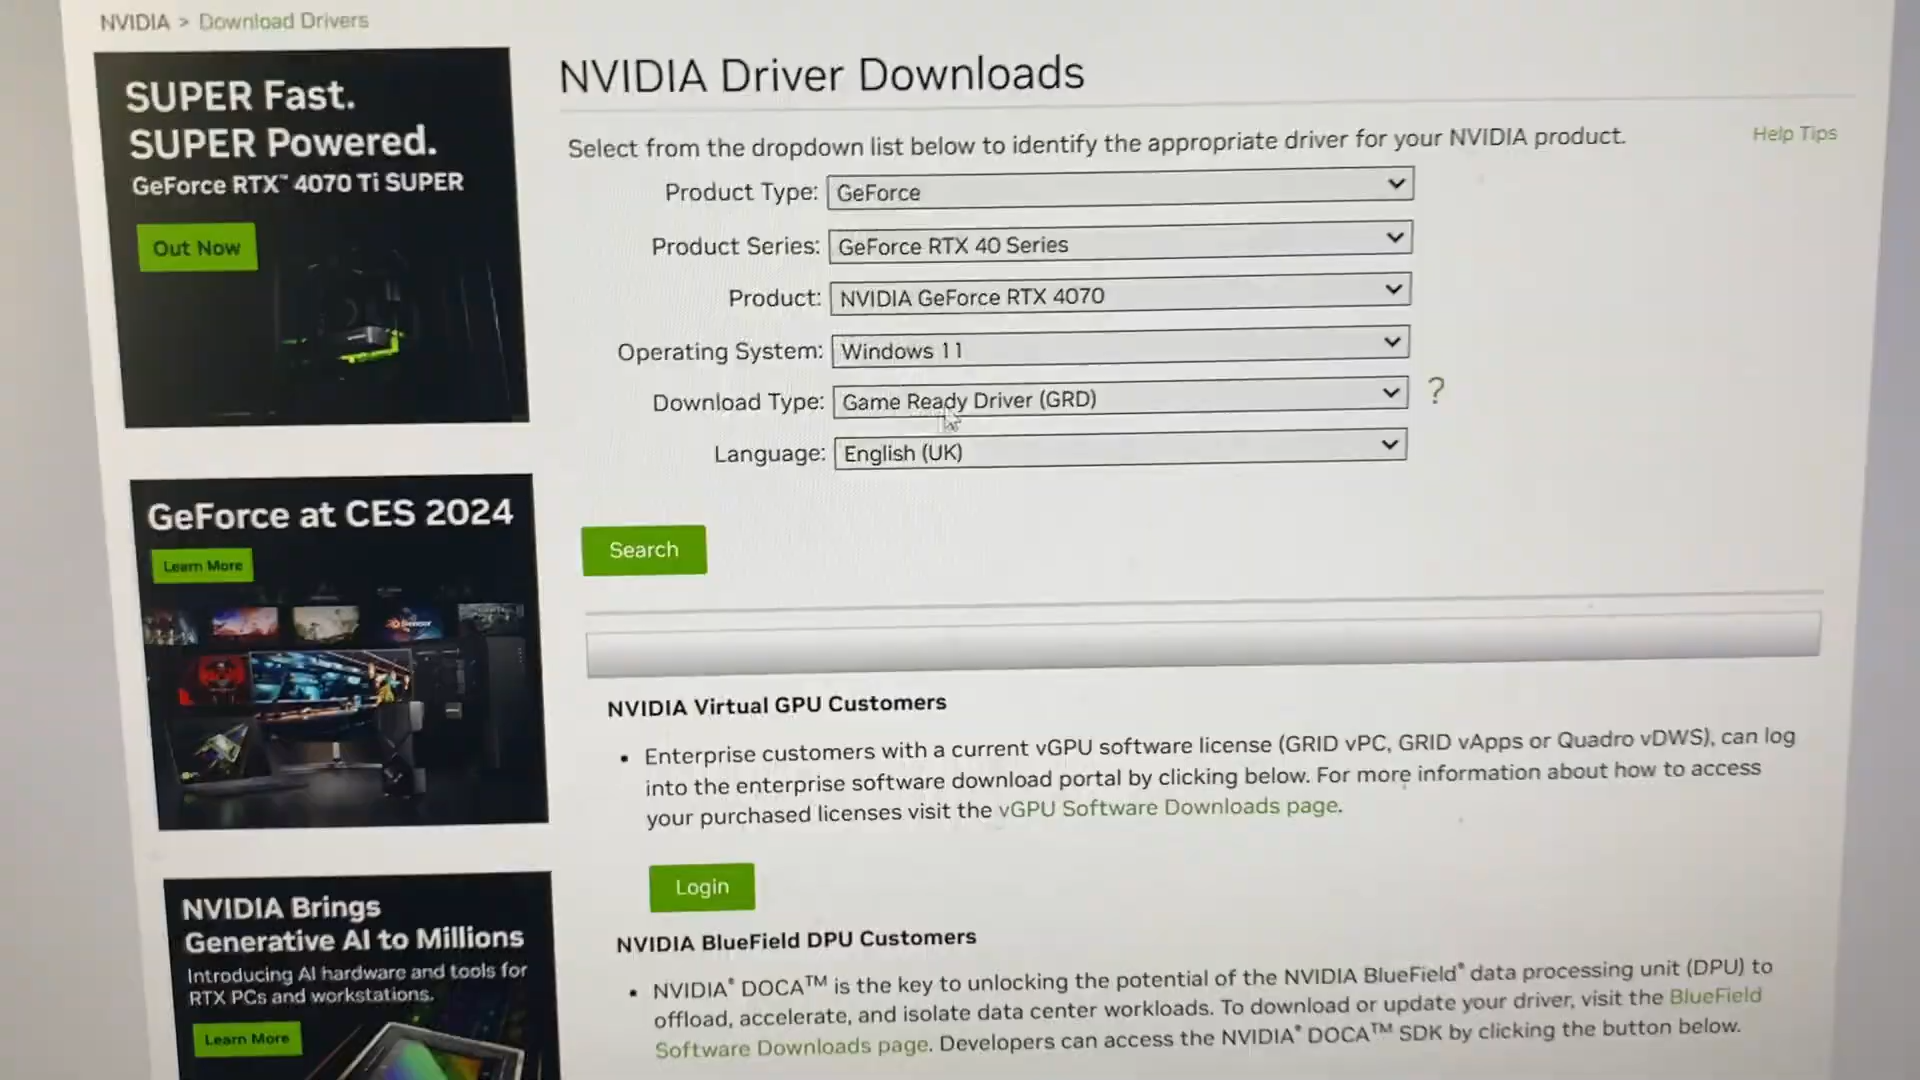 NVIDIA > Download Drivers
SUPER Fast.
SUPER Powered.
GeForce RTX™ 4070 Ti SUPER
Out Now
GeForce at CES 2024
Learn More
NVIDIA Brings
Generative AI to Millions
Introducing AI hardware and tools for
RTX PCs and workstations.
Learn More
NVIDIA Driver Downloads
Select from the dropdown list below to identify the appropriate driver for your NVIDIA product.
Help Tips
Product Type: GeForce
Product Series: GeForce RTX 40 Series
Product: NVIDIA GeForce RTX 4070
Operating System: Windows 11
Download Type: Game Ready Driver (GRD) ?
Language: English (UK)
Search
NVIDIA Virtual GPU Customers
• Enterprise customers with a current vGPU software license (GRID vPC, GRID vApps or Quadro vDWS), can log
into the enterprise software download portal by clicking below. For more information about how to access
your purchased licenses visit the vGPU Software Downloads page.
Login
NVIDIA BlueField DPU Customers
• NVIDIA® DOCA™ is the key to unlocking the potential of the NVIDIA BlueField® data processing unit (DPU) to
offload, accelerate, and isolate data center workloads. To download or update your driver, visit the BlueField
Software Downloads page. Developers can access the NVIDIA® DOCA™ SDK by clicking the button below.